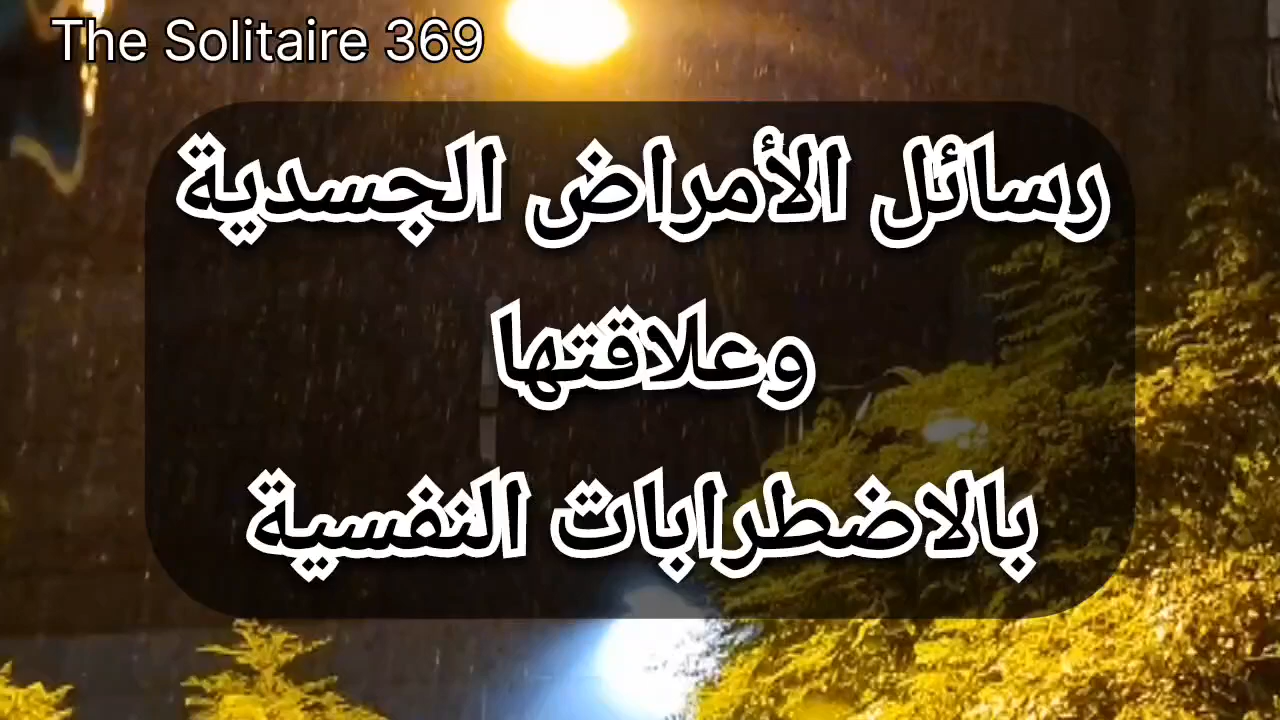 The Solitaire 369
رسائل الأمراض الجسدية
وعلاقتها
بالاضطرابات النفسية